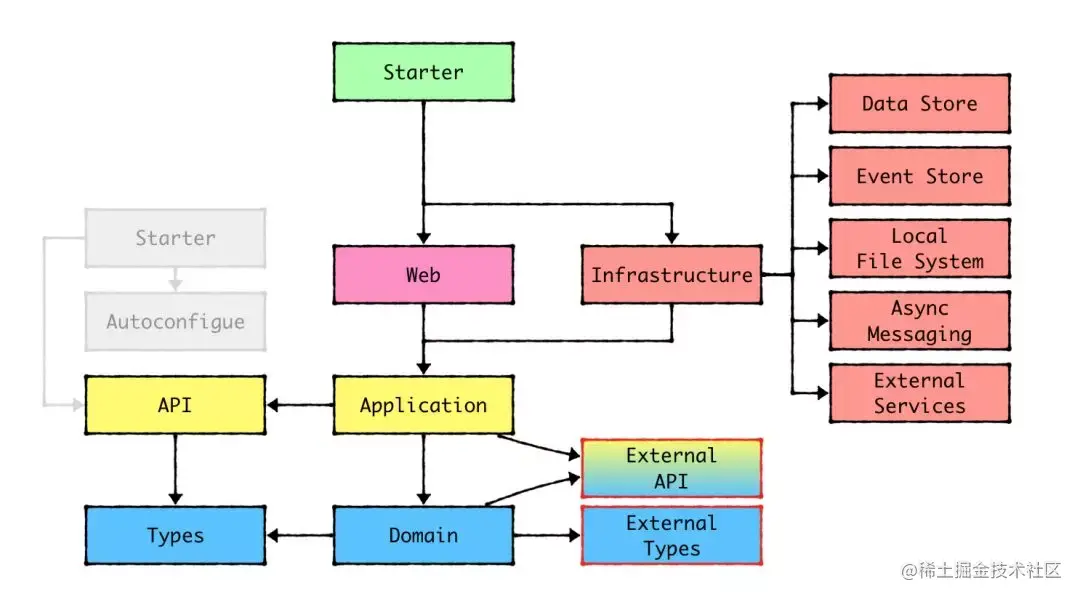 Starter
Data Store
Event Store
Starter
Local
File System
Web
Infrastructure
Autoconfigue
Async
Messaging
API
Application
External
Services
External
API
Types
Domain
External
Types
@稀土掘金技术社区